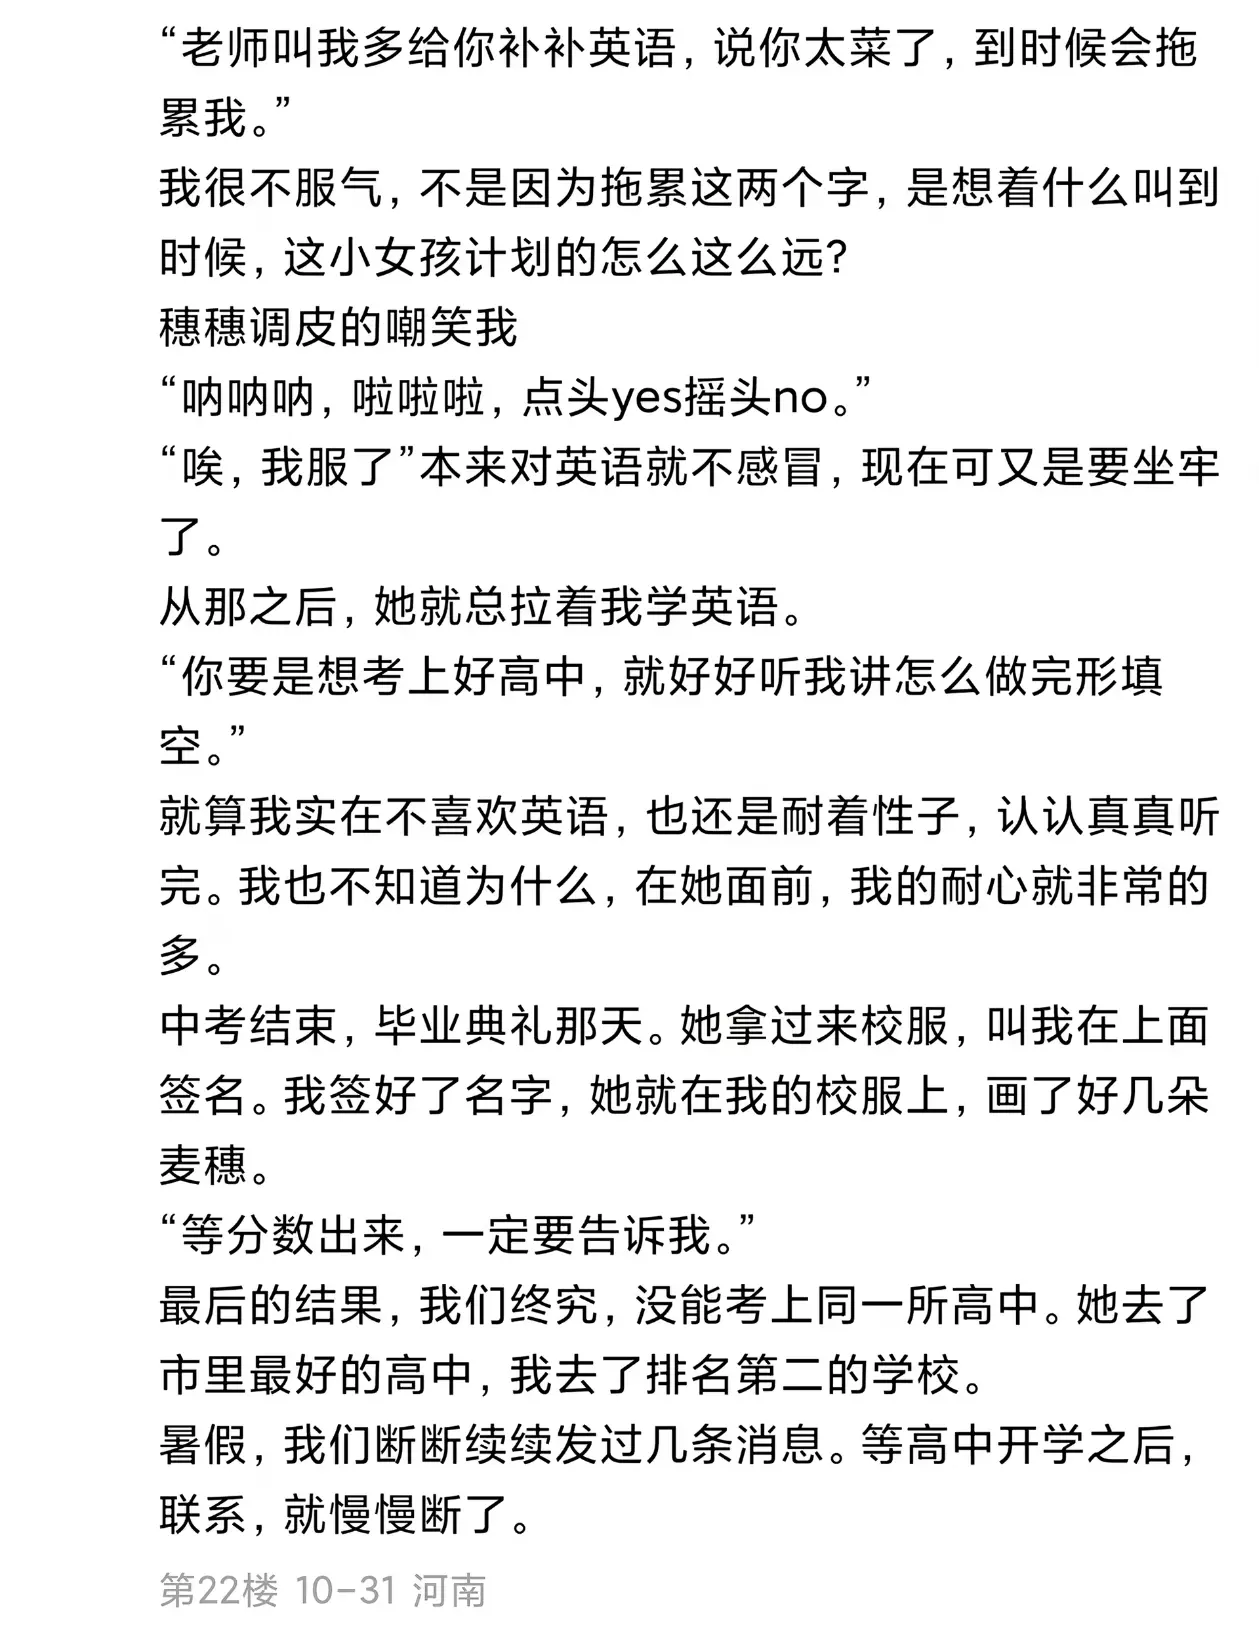 “老师叫我多给你补补英语，说你太菜了，到时候会拖
累我。”
我很不服气，不是因为拖累这两个字，是想着什么叫到
时候，这小女孩计划的怎么这么远?
穗穗调皮的嘲笑我
“呐呐呐，啦啦啦，点头yes摇头no。”
“唉，我服了”本来对英语就不感冒，现在可又是要坐牢
了。
从那之后，她就总拉着我学英语。
“你要是想考上好高中，就好好听我讲怎么做完形填
空。”
就算我实在不喜欢英语，也还是耐着性子，认认真真听
完。我也不知道为什么，在她面前，我的耐心就非常的
多。
中考结束，毕业典礼那天。她拿过来校服，叫我在上面
签名。我签好了名字，她就在我的校服上，画了好几朵
麦穗。
“等分数出来，一定要告诉我。”
最后的结果，我们终究，没能考上同一所高中。她去了
市里最好的高中，我去了排名第二的学校。
暑假，我们断断续续发过几条消息。等高中开学之后，
联系，就慢慢断了。
第22楼 10-31 河南